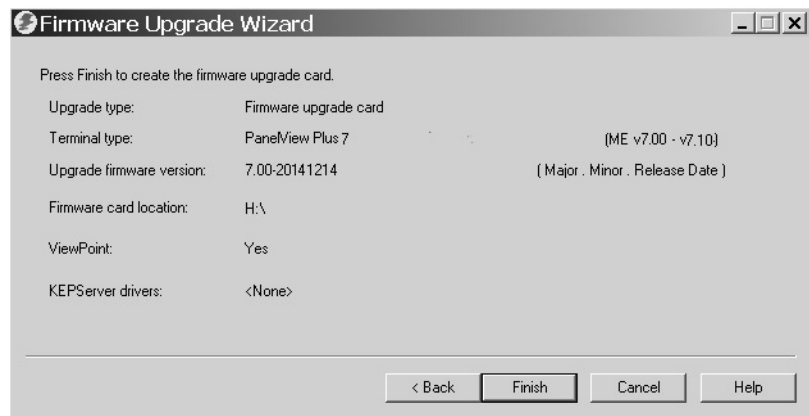 Firmware Upgrade Wizard
Press Finish to create the firmware upgrade card.
Upgrade type: Firmware upgrade card
Terminal type: PanelView Plus 7 (ME v7.00 - v7.10)
Upgrade firmware version: 7.00-20141214 ( Major . Minor . Release Date )
Firmware card location: H:\
ViewPoint: Yes
KEPServer drivers: <None>
< Back Finish Cancel Help